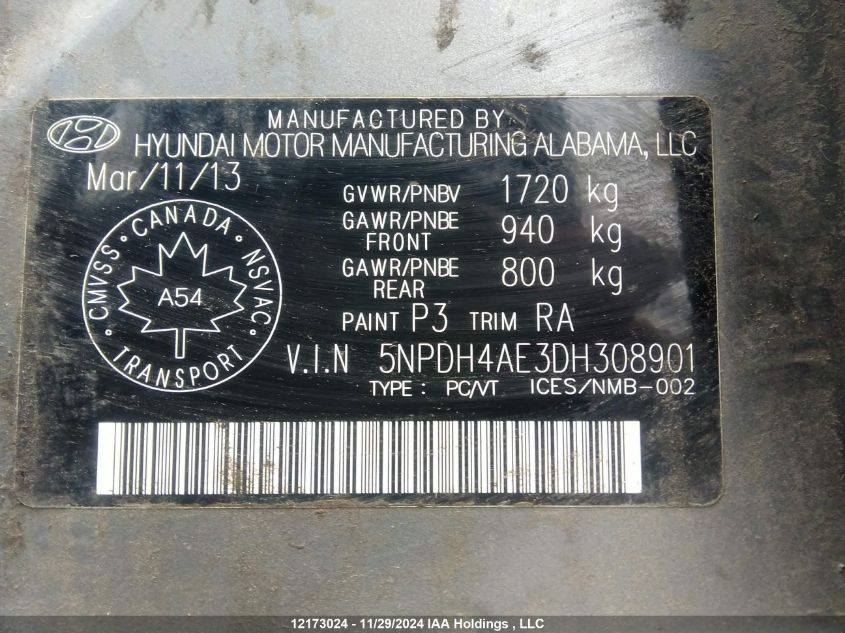 MANUFACTURED BY
HYUNDAI MOTOR MANUFACTURING ALABAMA, LLC
Mar/11/13
GVWR/PNBV 1720 kg
GAWR/PNBE FRONT 940 kg
GAWR/PNBE REAR 800 kg
CANADA
CMVSS NSVAC
A54
TRANSPORT
PAINT P3 TRIM RA
V.I.N 5NPDH4AE3DH308901
TYPE : PC/VT ICES/NMB-002
12173024 - 11/29/2024 IAA Holdings , LLC